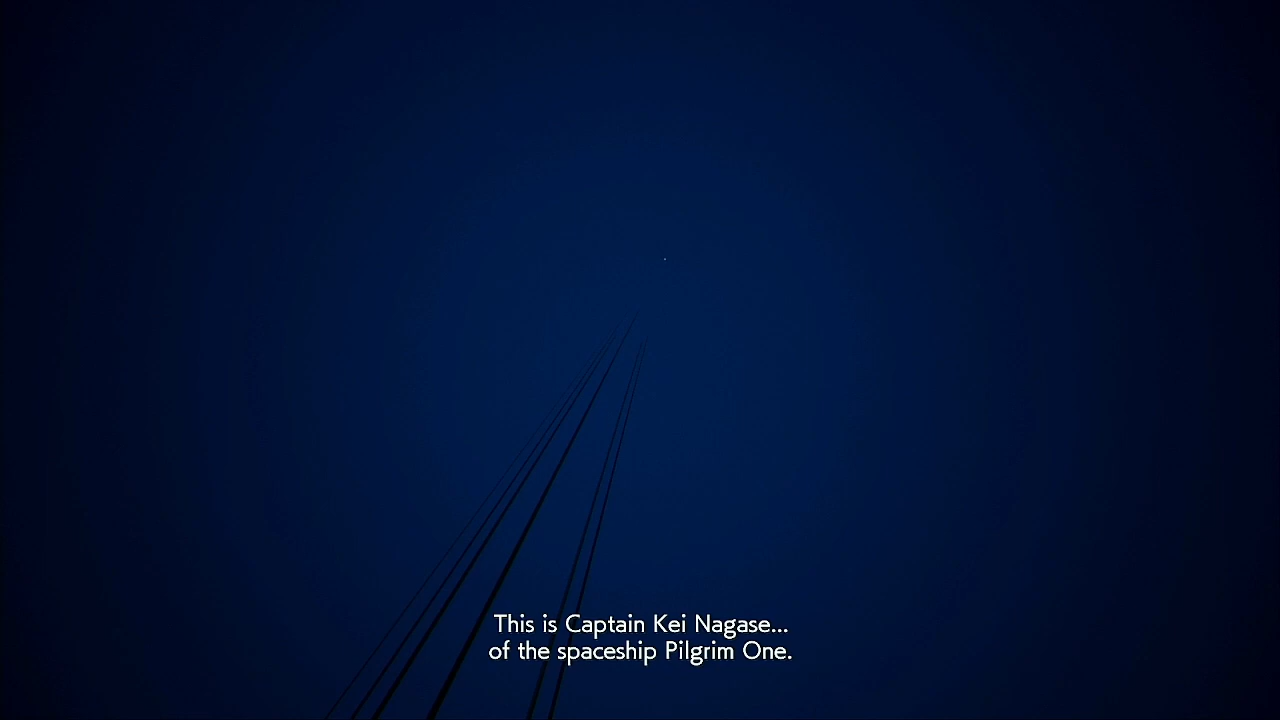 This is Captain Kei Nagase...
of the spaceship Pilgrim One.